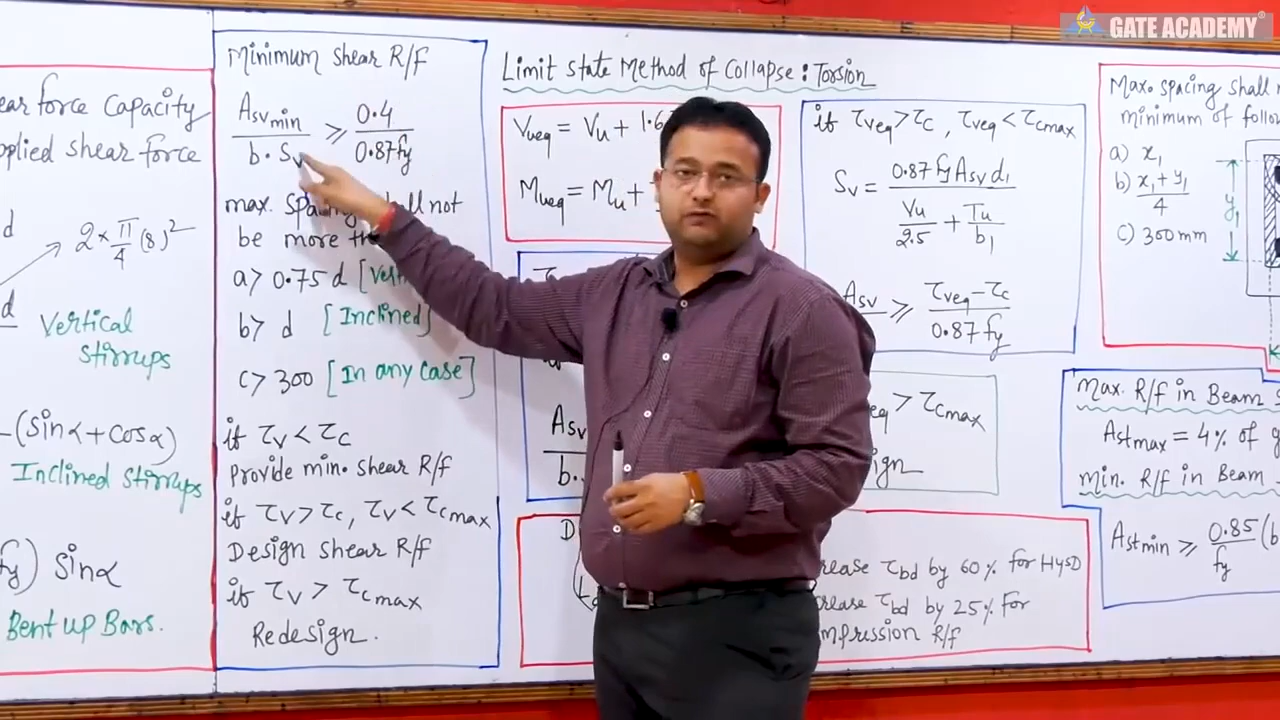 GATE ACADEMY®
ear force Capacity
pplied shear force
d
2 × π/4 (8)²
d
Vertical
Stirrups
(Sinα + Cosα)
Inclined Stirrups
fy) Sinα
Bent up Bars.
Minimum Shear R/f
Asvmin / b · Sv ≥ 0.4 / 0.87fy
max. Spacing shall not
be more
a> 0.75 d [Vert
b> d [Inclined]
c> 300 [In any case]
if τv < τc
Provide min. shear R/f
if τv > τc, τv < τcmax
Design shear R/f
if τv > τcmax
Redesign.
Limit State Method of Collapse : Torsion
Vueq = Vu + 1.6
Mueq = Mu +
Asv
b.
D
if τveq > τc, τveq < τcmax
Sv = 0.87 fy Asv d1 / Vu/2.5 + Tu/b1
Asv ≥ τveq - τc / 0.87 fy
eq > τcmax
ign
rease τbd by 60% for HYSD
rease τbd by 25% for
mpression R/f
Max. spacing shall n
minimum of follo
a) x1
b) x1 + y1 / 4
c) 300 mm
y1
Max. R/f in Beam
Astmax = 4% of g
min. R/f in Beam
Astmin ≥ 0.85/fy (b